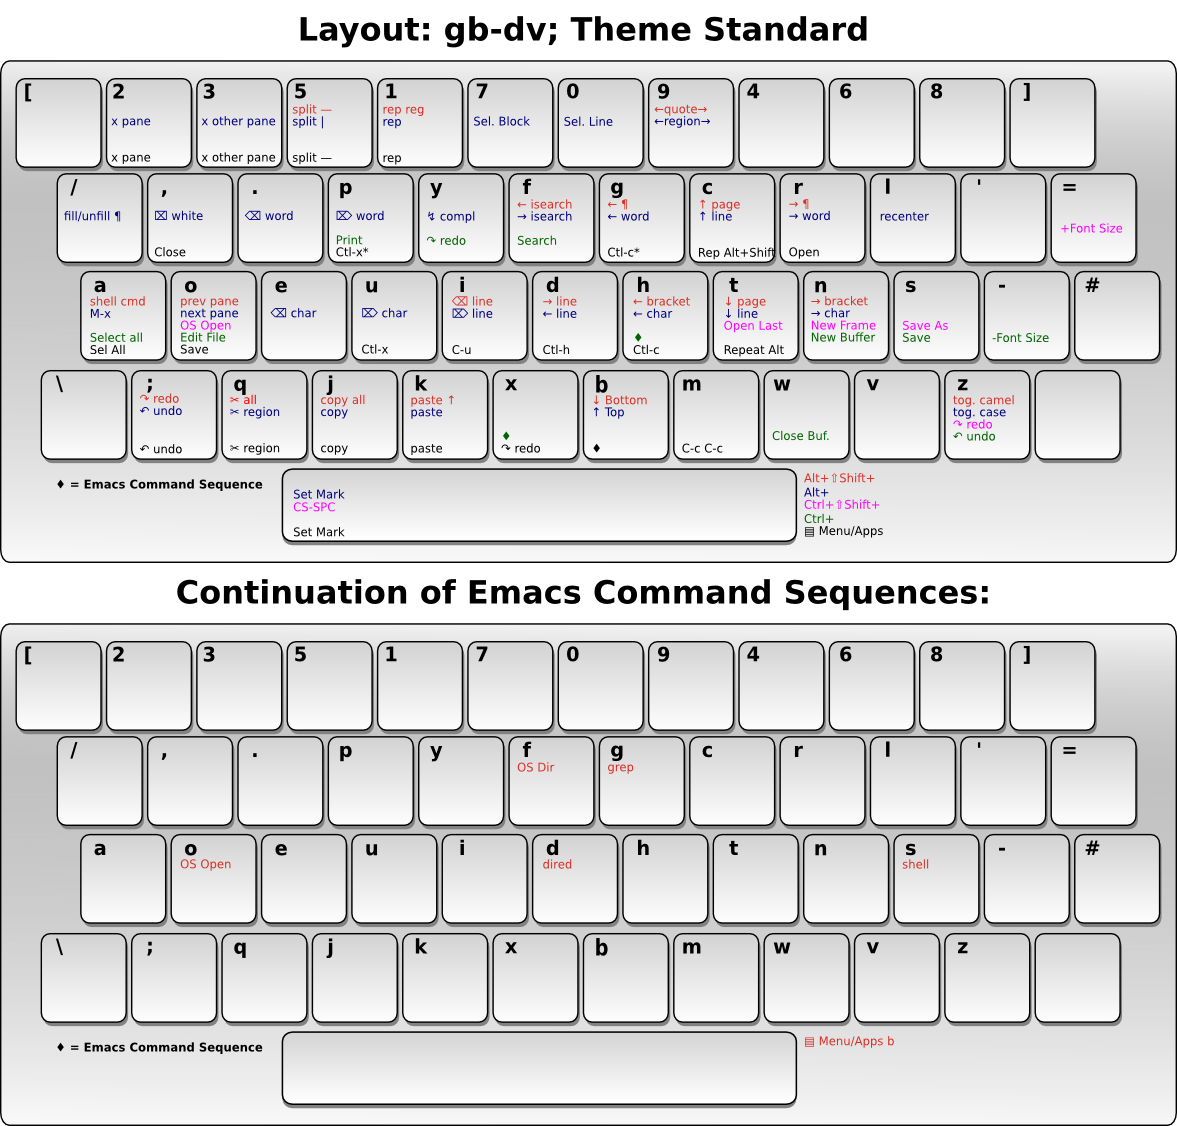 Layout: gb-dv; Theme Standard
[ 2 3 5 1 7 0 9 4 6 8 ]
split — rep reg ←quote→
x pane x other pane split | rep Sel. Block Sel. Line ←region→
x pane x other pane split — rep
/ , . p y f g c r l ' =
← isearch ← ¶ ↑ page → ¶
fill/unfill ¶ ⌧ white ⌫ word ⌦ word ↯ compl → isearch ← word ↑ line → word recenter
+Font Size
Print ↷ redo Search
Close Ctl-x* Ctl-c* Rep Alt+Shift Open
a o e u i d h t n s - #
shell cmd prev pane ⌫ line → line ← bracket ↓ page → bracket
M-x next pane ⌫ char ⌦ char ⌦ line ← line ← char ↓ line → char
OS Open Open Last New Frame Save As
Select all Edit File ♦ New Buffer Save -Font Size
Sel All Save Ctl-x C-u Ctl-h Ctl-c Repeat Alt
\ ; q j k x b m w v z
↷ redo ✂ all copy all paste ↑ ↓ Bottom tog. camel
↶ undo ✂ region copy paste ↑ Top tog. case
↷ redo
♦ Close Buf. ↶ undo
↶ undo ✂ region copy paste ↷ redo ♦ C-c C-c
♦ = Emacs Command Sequence
Set Mark
CS-SPC
Set Mark
Alt+⇧Shift+
Alt+
Ctrl+⇧Shift+
Ctrl+
▤ Menu/Apps
Continuation of Emacs Command Sequences:
[ 2 3 5 1 7 0 9 4 6 8 ]
/ , . p y f g c r l ' =
OS Dir grep
a o e u i d h t n s - #
OS Open dired shell
\ ; q j k x b m w v z
♦ = Emacs Command Sequence
▤ Menu/Apps b